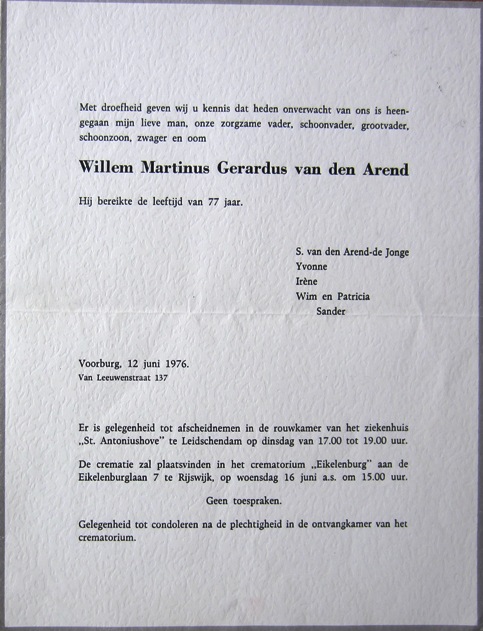 Met droefheid geven wij u kennis dat heden onverwacht van ons is heen-
gegaan mijn lieve man, onze zorgzame vader, schoonvader, grootvader,
schoonzoon, zwager en oom
Willem Martinus Gerardus van den Arend
Hij bereikte de leeftijd van 77 jaar.
S. van den Arend-de Jonge
Yvonne
Irène
Wim en Patricia
Sander
Voorburg, 12 juni 1976.
Van Leeuwenstraat 137
Er is gelegenheid tot afscheidnemen in de rouwkamer van het ziekenhuis
„St. Antoniushove” te Leidschendam op dinsdag van 17.00 tot 19.00 uur.
De crematie zal plaatsvinden in het crematorium „Eikelenburg” aan de
Eikelenburglaan 7 te Rijswijk, op woensdag 16 juni a.s. om 15.00 uur.
Geen toespraken.
Gelegenheid tot condoleren na de plechtigheid in de ontvangkamer van het
crematorium.